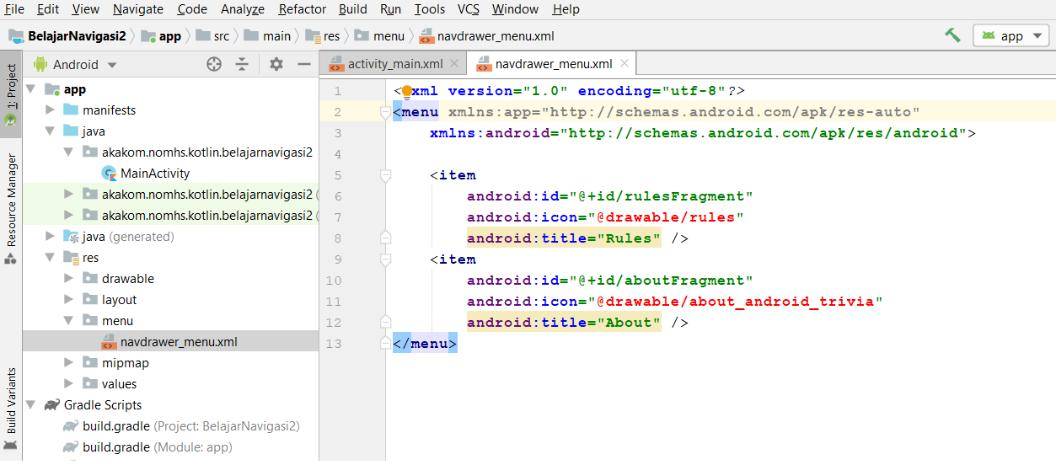 File Edit View Navigate Code Analyze Refactor Build Run Tools VCS Window Help
BelajarNavigasi2 app src main res menu navdrawer_menu.xml app
1: Project
Resource Manager
Build Variants
Android
app
manifests
java
akakom.nomhs.kotlin.belajarnavigasi2
MainActivity
akakom.nomhs.kotlin.belajarnavigasi2 (
akakom.nomhs.kotlin.belajarnavigasi2 (
java (generated)
res
drawable
layout
menu
navdrawer_menu.xml
mipmap
values
Gradle Scripts
build.gradle (Project: BelajarNavigasi2)
build.gradle (Module: app)
activity_main.xml navdrawer_menu.xml
1 <?xml version="1.0" encoding="utf-8"?>
2 <menu xmlns:app="http://schemas.android.com/apk/res-auto"
3 xmlns:android="http://schemas.android.com/apk/res/android">
4
5 <item
6 android:id="@+id/rulesFragment"
7 android:icon="@drawable/rules"
8 android:title="Rules" />
9 <item
10 android:id="@+id/aboutFragment"
11 android:icon="@drawable/about_android_trivia"
12 android:title="About" />
13 </menu>